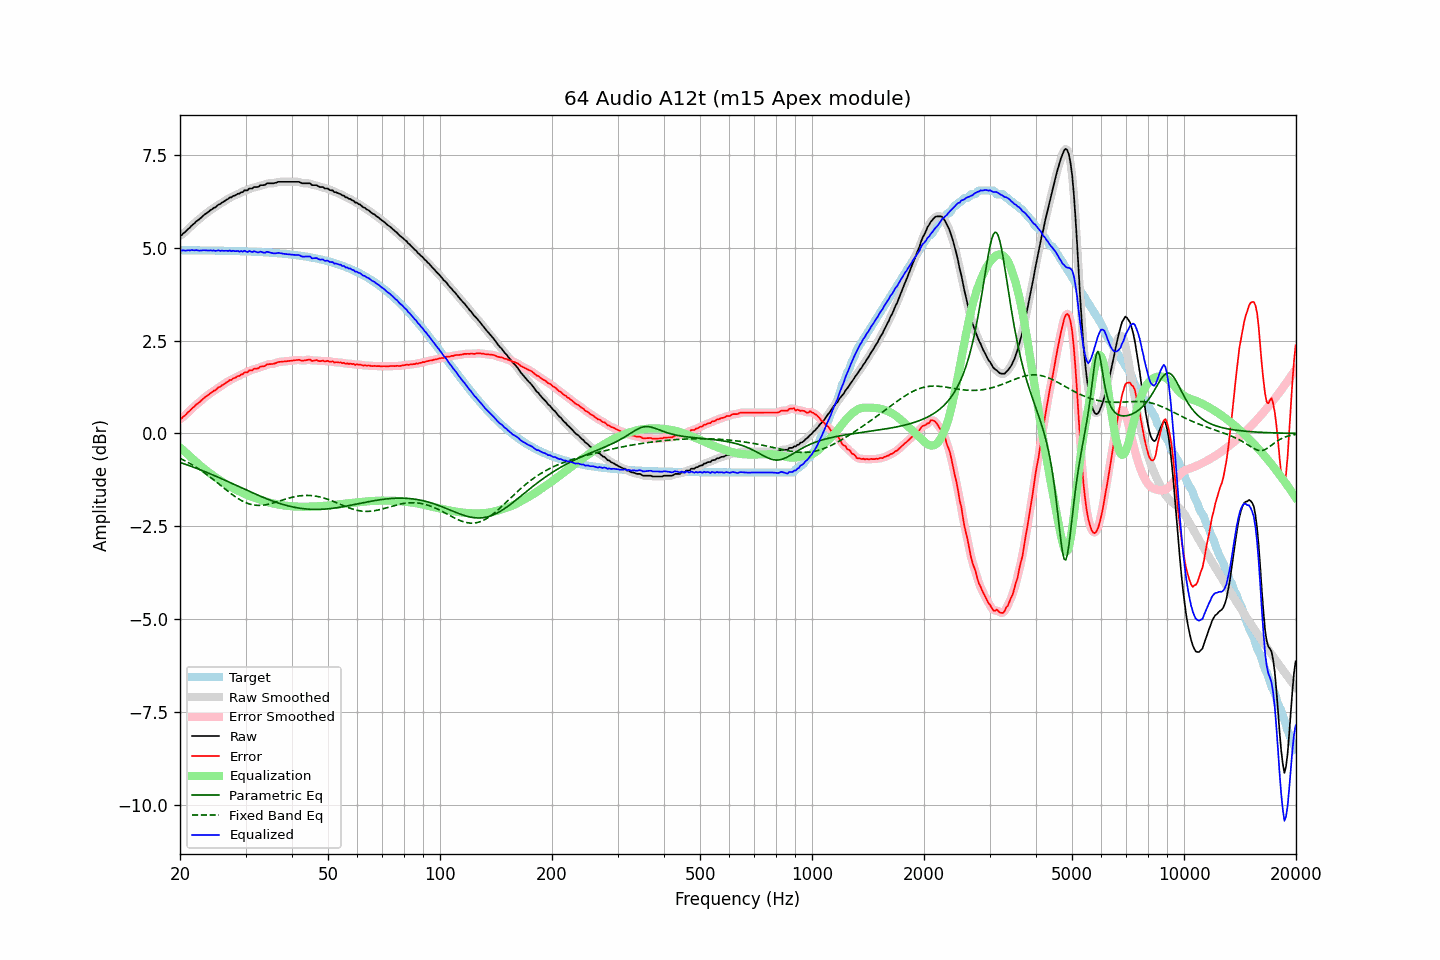 64 Audio A12t (m15 Apex module)
Amplitude (dBr)
7.5
5.0
2.5
0.0
−2.5
−5.0
−7.5
−10.0
Target
Raw Smoothed
Error Smoothed
Raw
Error
Equalization
Parametric Eq
Fixed Band Eq
Equalized
20 50 100 200 500 1000 2000 5000 10000 20000
Frequency (Hz)